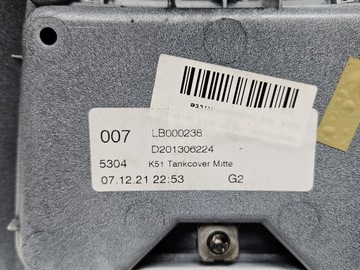 007 LB000238
D201306224
5304 K51 Tankcover Mitte
07.12.21 22:53 G2